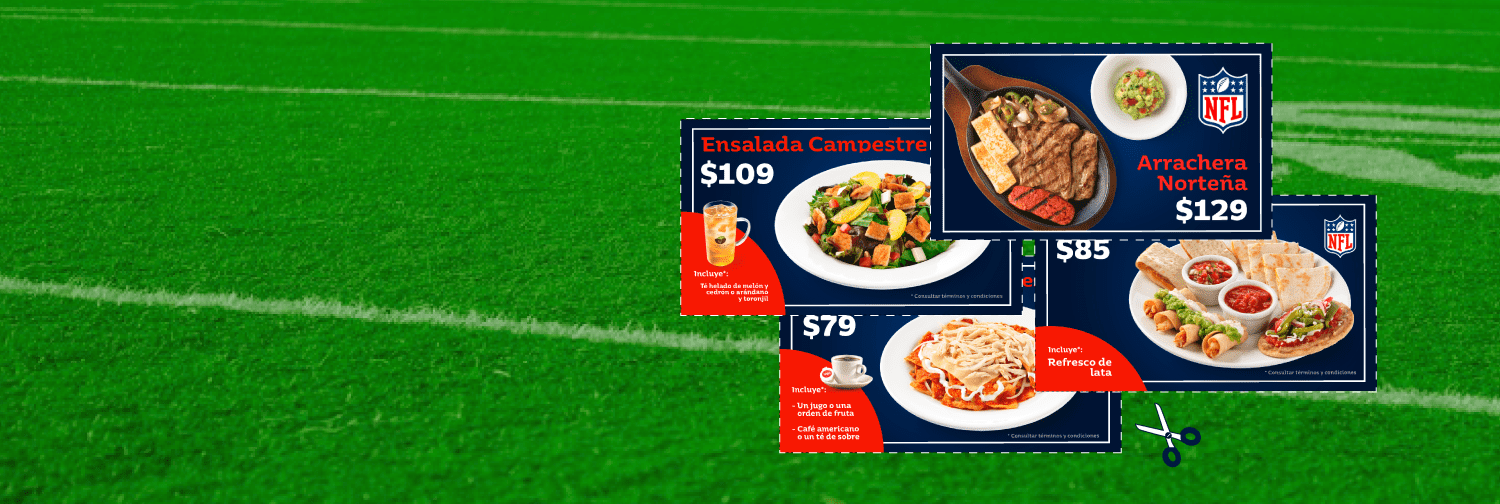 Ensalada Campestre
$109
Incluye*:
Té helado de melón y
cedrón o arándano
y toronjil
* Consultar términos y condiciones
NFL
Arrachera
Norteña
$129
$79
Incluye*:
- Un jugo o una
orden de fruta
- Café americano
o un té de sobre
* Consultar términos y condiciones
NFL
$85
Incluye*:
Refresco de
lata
* Consultar términos y condiciones